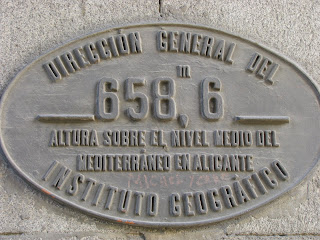 DIRECCIÓN GENERAL DEL
658,6 m
ALTURA SOBRE EL NIVEL MEDIO DEL
MEDITERRÁNEO EN ALICANTE
INSTITUTO GEOGRÁFICO